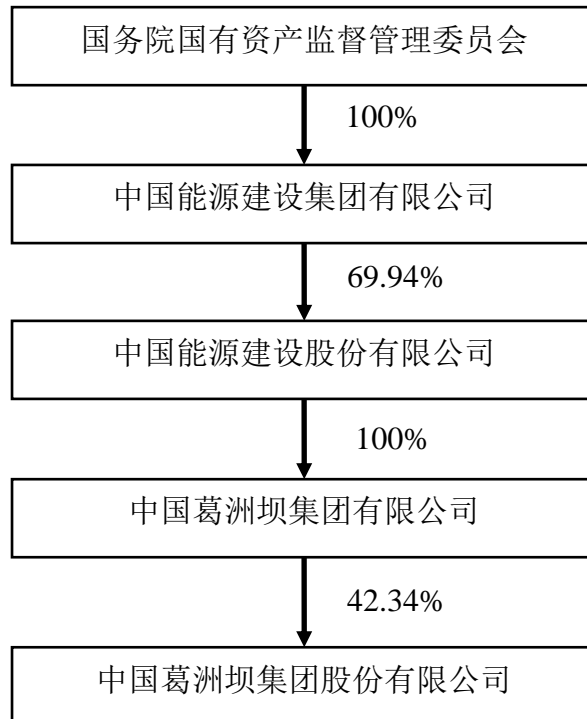 国务院国有资产监督管理委员会
100%
中国能源建设集团有限公司
69.94%
中国能源建设股份有限公司
100%
中国葛洲坝集团有限公司
42.34%
中国葛洲坝集团股份有限公司